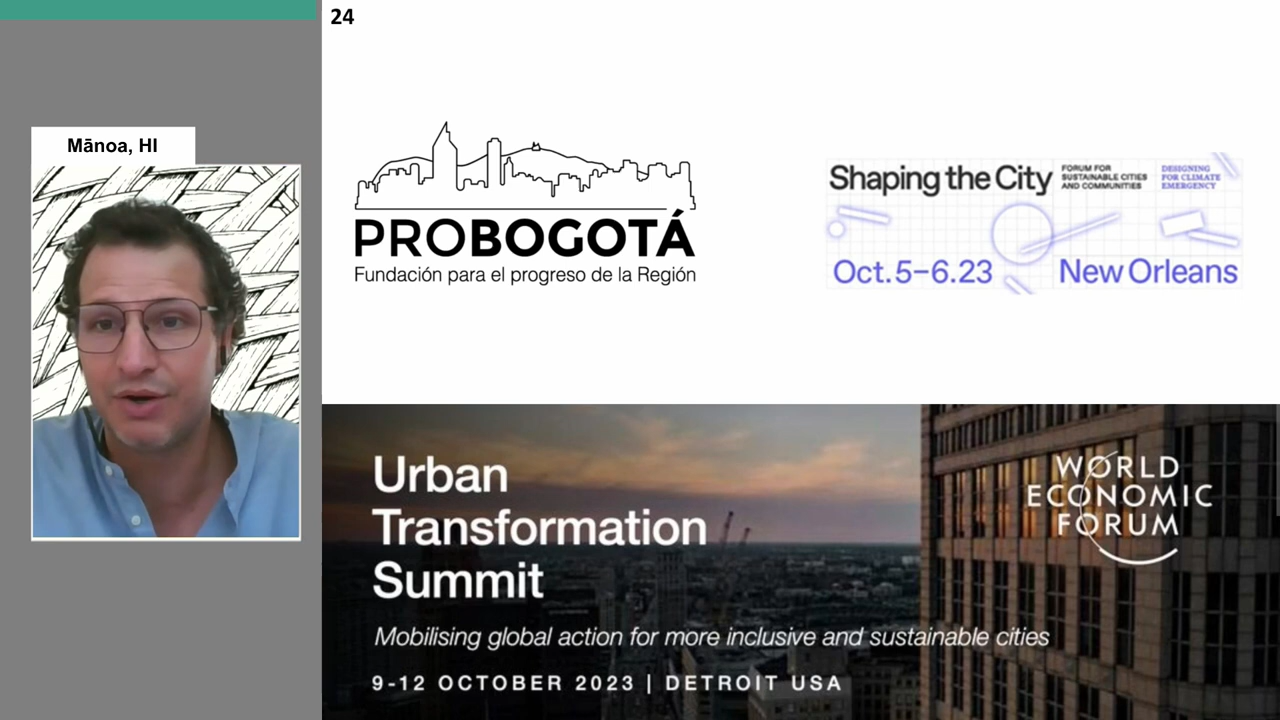 24
Mānoa, HI
PROBOGOTÁ
Fundación para el progreso de la Región
Shaping the City
FORUM FOR
SUSTAINABLE CITIES
AND COMMUNITIES
DESIGNING
FOR CLIMATE
EMERGENCY
Oct. 5–6.23
New Orleans
Urban
Transformation
Summit
Mobilising global action for more inclusive and sustainable cities
9-12 OCTOBER 2023 | DETROIT USA
WORLD
ECONOMIC
FORUM